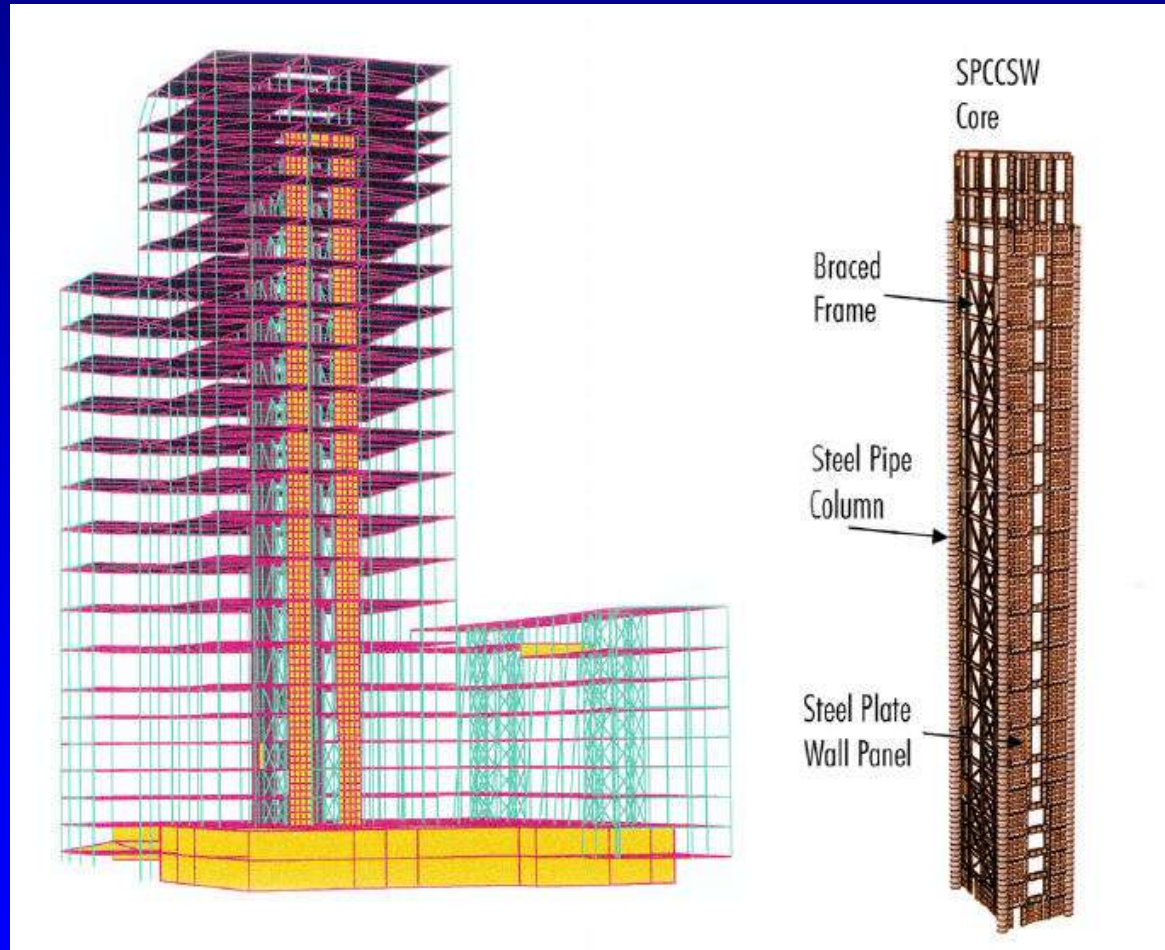 SPCCSW
Core
Braced
Frame
Steel Pipe
Column
Steel Plate
Wall Panel